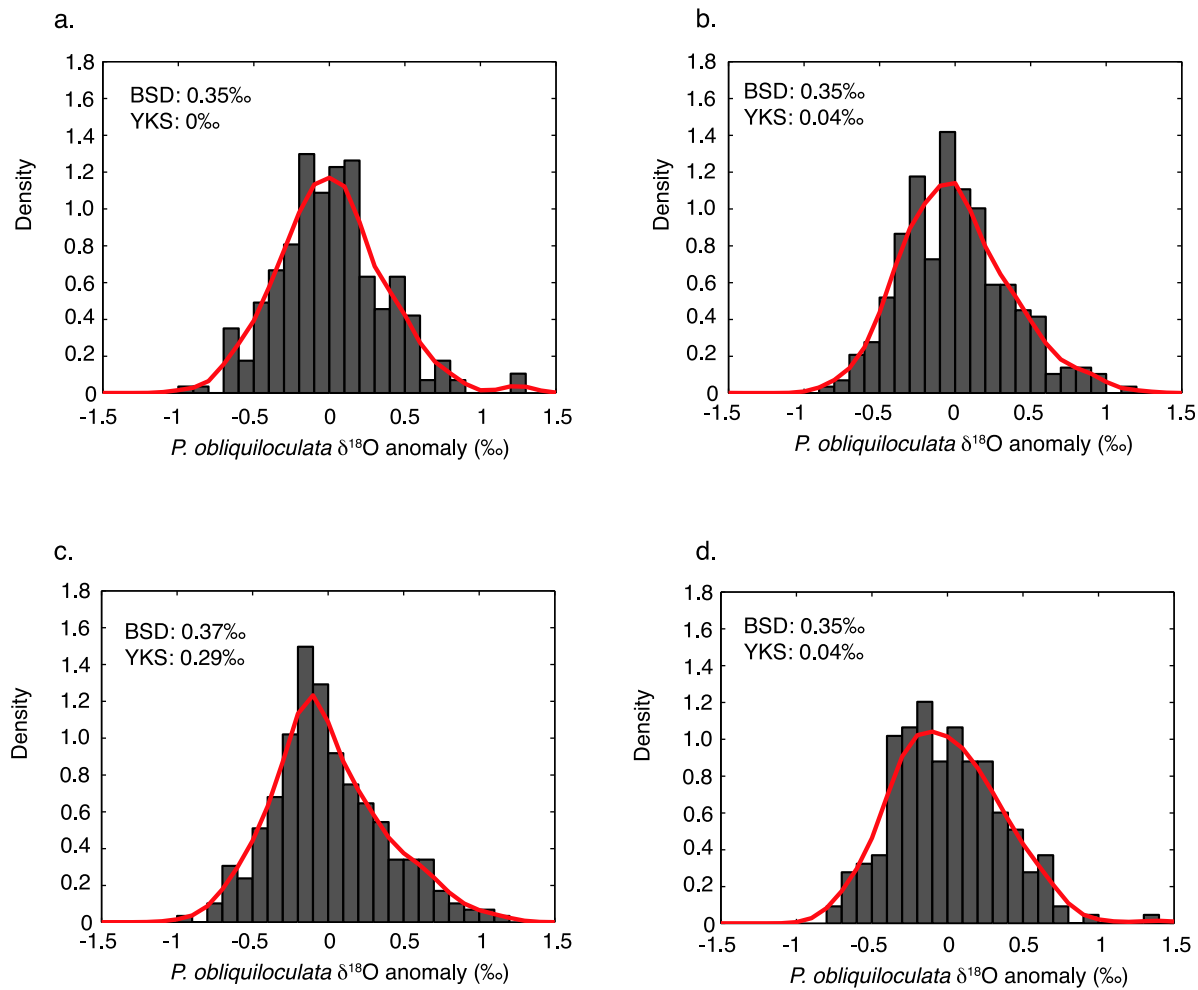 a.
1.8
1.6
1.4
1.2
1.0
0.8
0.6
0.4
0.2
0
Density
BSD: 0.35‰
YKS: 0‰
-1.5 -1 -0.5 0 0.5 1 1.5
P. obliquiloculata δ¹⁸O anomaly (‰)
b.
1.8
1.6
1.4
1.2
1.0
0.8
0.6
0.4
0.2
0
Density
BSD: 0.35‰
YKS: 0.04‰
-1.5 -1 -0.5 0 0.5 1 1.5
P. obliquiloculata δ¹⁸O anomaly (‰)
c.
1.8
1.6
1.4
1.2
1.0
0.8
0.6
0.4
0.2
0
Density
BSD: 0.37‰
YKS: 0.29‰
-1.5 -1 -0.5 0 0.5 1 1.5
P. obliquiloculata δ¹⁸O anomaly (‰)
d.
1.8
1.6
1.4
1.2
1.0
0.8
0.6
0.4
0.2
0
Density
BSD: 0.35‰
YKS: 0.04‰
-1.5 -1 -0.5 0 0.5 1 1.5
P. obliquiloculata δ¹⁸O anomaly (‰)